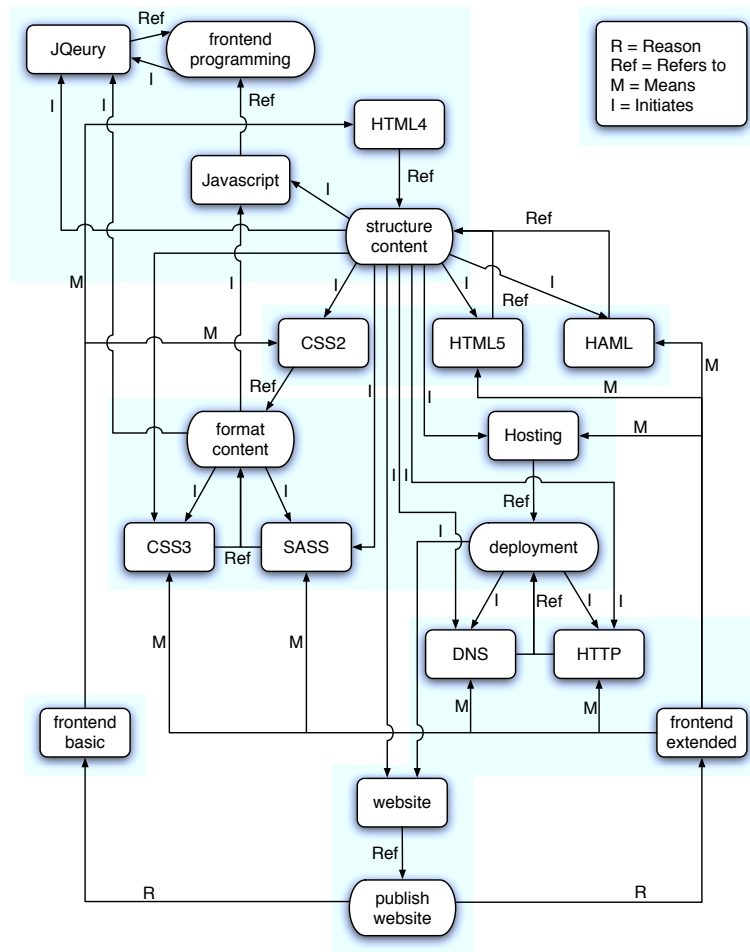 Ref
JQeury
frontend
programming
I
I
I
Ref
R = Reason
Ref = Refers to
M = Means
I = Initiates
HTML4
Ref
Javascript
I
structure
content
Ref
M
I
I
I
I
Ref
M
CSS2
HTML5
HAML
Ref
I
M
M
I
format
content
Hosting
M
I
I
I
I
Ref
CSS3
Ref
SASS
I
deployment
I
Ref
I
I
M
M
DNS
HTTP
M
M
frontend
basic
frontend
extended
website
Ref
R
publish
website
R